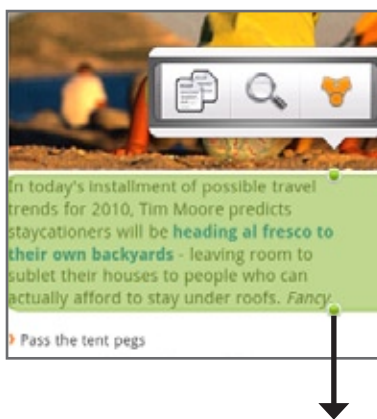 In today's installment of possible travel
trends for 2010, Tim Moore predicts
staycationers will be heading al fresco to
their own backyards - leaving room to
sublet their houses to people who can
actually afford to stay under roofs. Fancy.
Pass the tent pegs